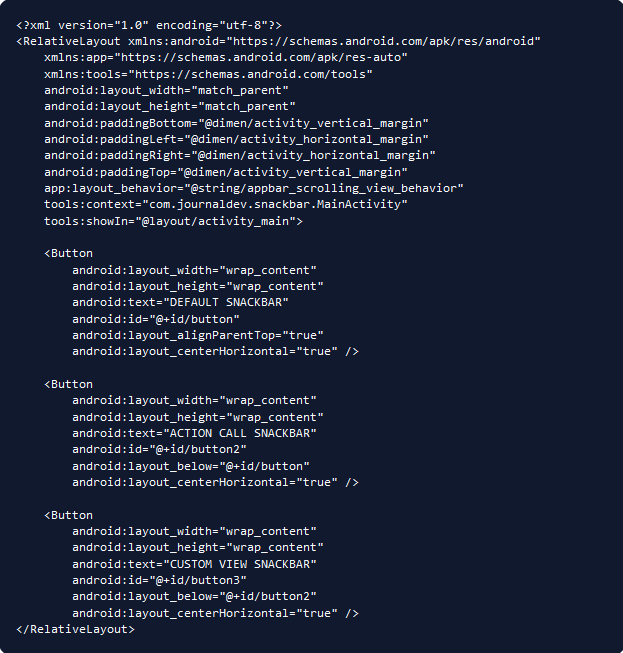 <?xml version="1.0" encoding="utf-8"?>
<RelativeLayout xmlns:android="https://schemas.android.com/apk/res/android"
    xmlns:app="https://schemas.android.com/apk/res-auto"
    xmlns:tools="https://schemas.android.com/tools"
    android:layout_width="match_parent"
    android:layout_height="match_parent"
    android:paddingBottom="@dimen/activity_vertical_margin"
    android:paddingLeft="@dimen/activity_horizontal_margin"
    android:paddingRight="@dimen/activity_horizontal_margin"
    android:paddingTop="@dimen/activity_vertical_margin"
    app:layout_behavior="@string/appbar_scrolling_view_behavior"
    tools:context="com.journaldev.snackbar.MainActivity"
    tools:showIn="@layout/activity_main">

    <Button
        android:layout_width="wrap_content"
        android:layout_height="wrap_content"
        android:text="DEFAULT SNACKBAR"
        android:id="@+id/button"
        android:layout_alignParentTop="true"
        android:layout_centerHorizontal="true" />

    <Button
        android:layout_width="wrap_content"
        android:layout_height="wrap_content"
        android:text="ACTION CALL SNACKBAR"
        android:id="@+id/button2"
        android:layout_below="@+id/button"
        android:layout_centerHorizontal="true" />

    <Button
        android:layout_width="wrap_content"
        android:layout_height="wrap_content"
        android:text="CUSTOM VIEW SNACKBAR"
        android:id="@+id/button3"
        android:layout_below="@+id/button2"
        android:layout_centerHorizontal="true" />
</RelativeLayout>